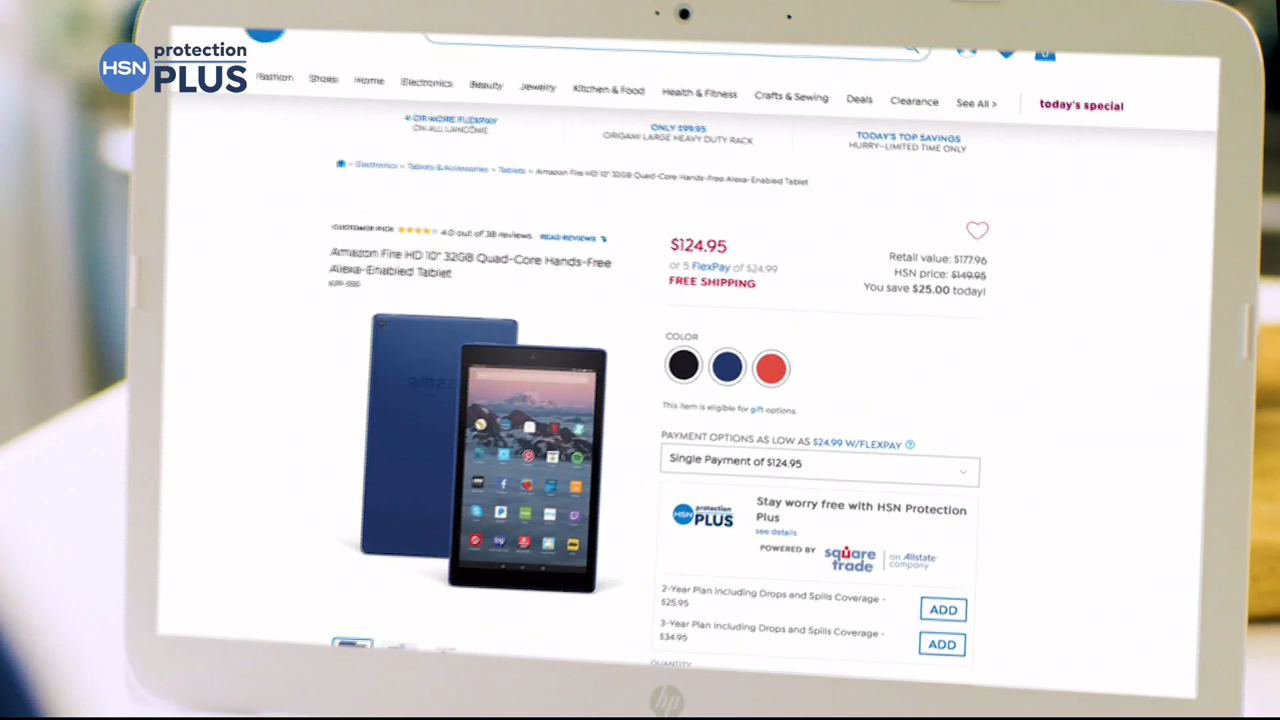 HSN protection PLUS
Fashion Shoes Home Electronics Beauty Jewelry Kitchen & Food Health & Fitness Crafts & Sewing Deals Clearance See All > today's special
4 OR MORE FLEXPAY
ON ALL LANCOME
ONLY $99.95
ORIGAMI LARGE HEAVY DUTY RACK
TODAY'S TOP SAVINGS
HURRY–LIMITED TIME ONLY
> Electronics > Tablets & Accessories > Tablets > Amazon Fire HD 10" 32GB Quad-Core Hands-Free Alexa-Enabled Tablet
CUSTOMER PICK 4.0 out of 38 reviews READ REVIEWS
Amazon Fire HD 10" 32GB Quad-Core Hands-Free
Alexa-Enabled Tablet
$124.95
or 5 FlexPay of $24.99
FREE SHIPPING
Retail value: $177.96
HSN price: $149.95
You save $25.00 today!
COLOR
This item is eligible for gift options.
PAYMENT OPTIONS AS LOW AS $24.99 W/FLEXPAY ?
Single Payment of $124.95
HSN protection PLUS
Stay worry free with HSN Protection
Plus
see details
POWERED BY square trade an Allstate company
2-Year Plan including Drops and Spills Coverage -
$25.95
ADD
3-Year Plan including Drops and Spills Coverage -
$34.95
ADD
QUANTITY
hp